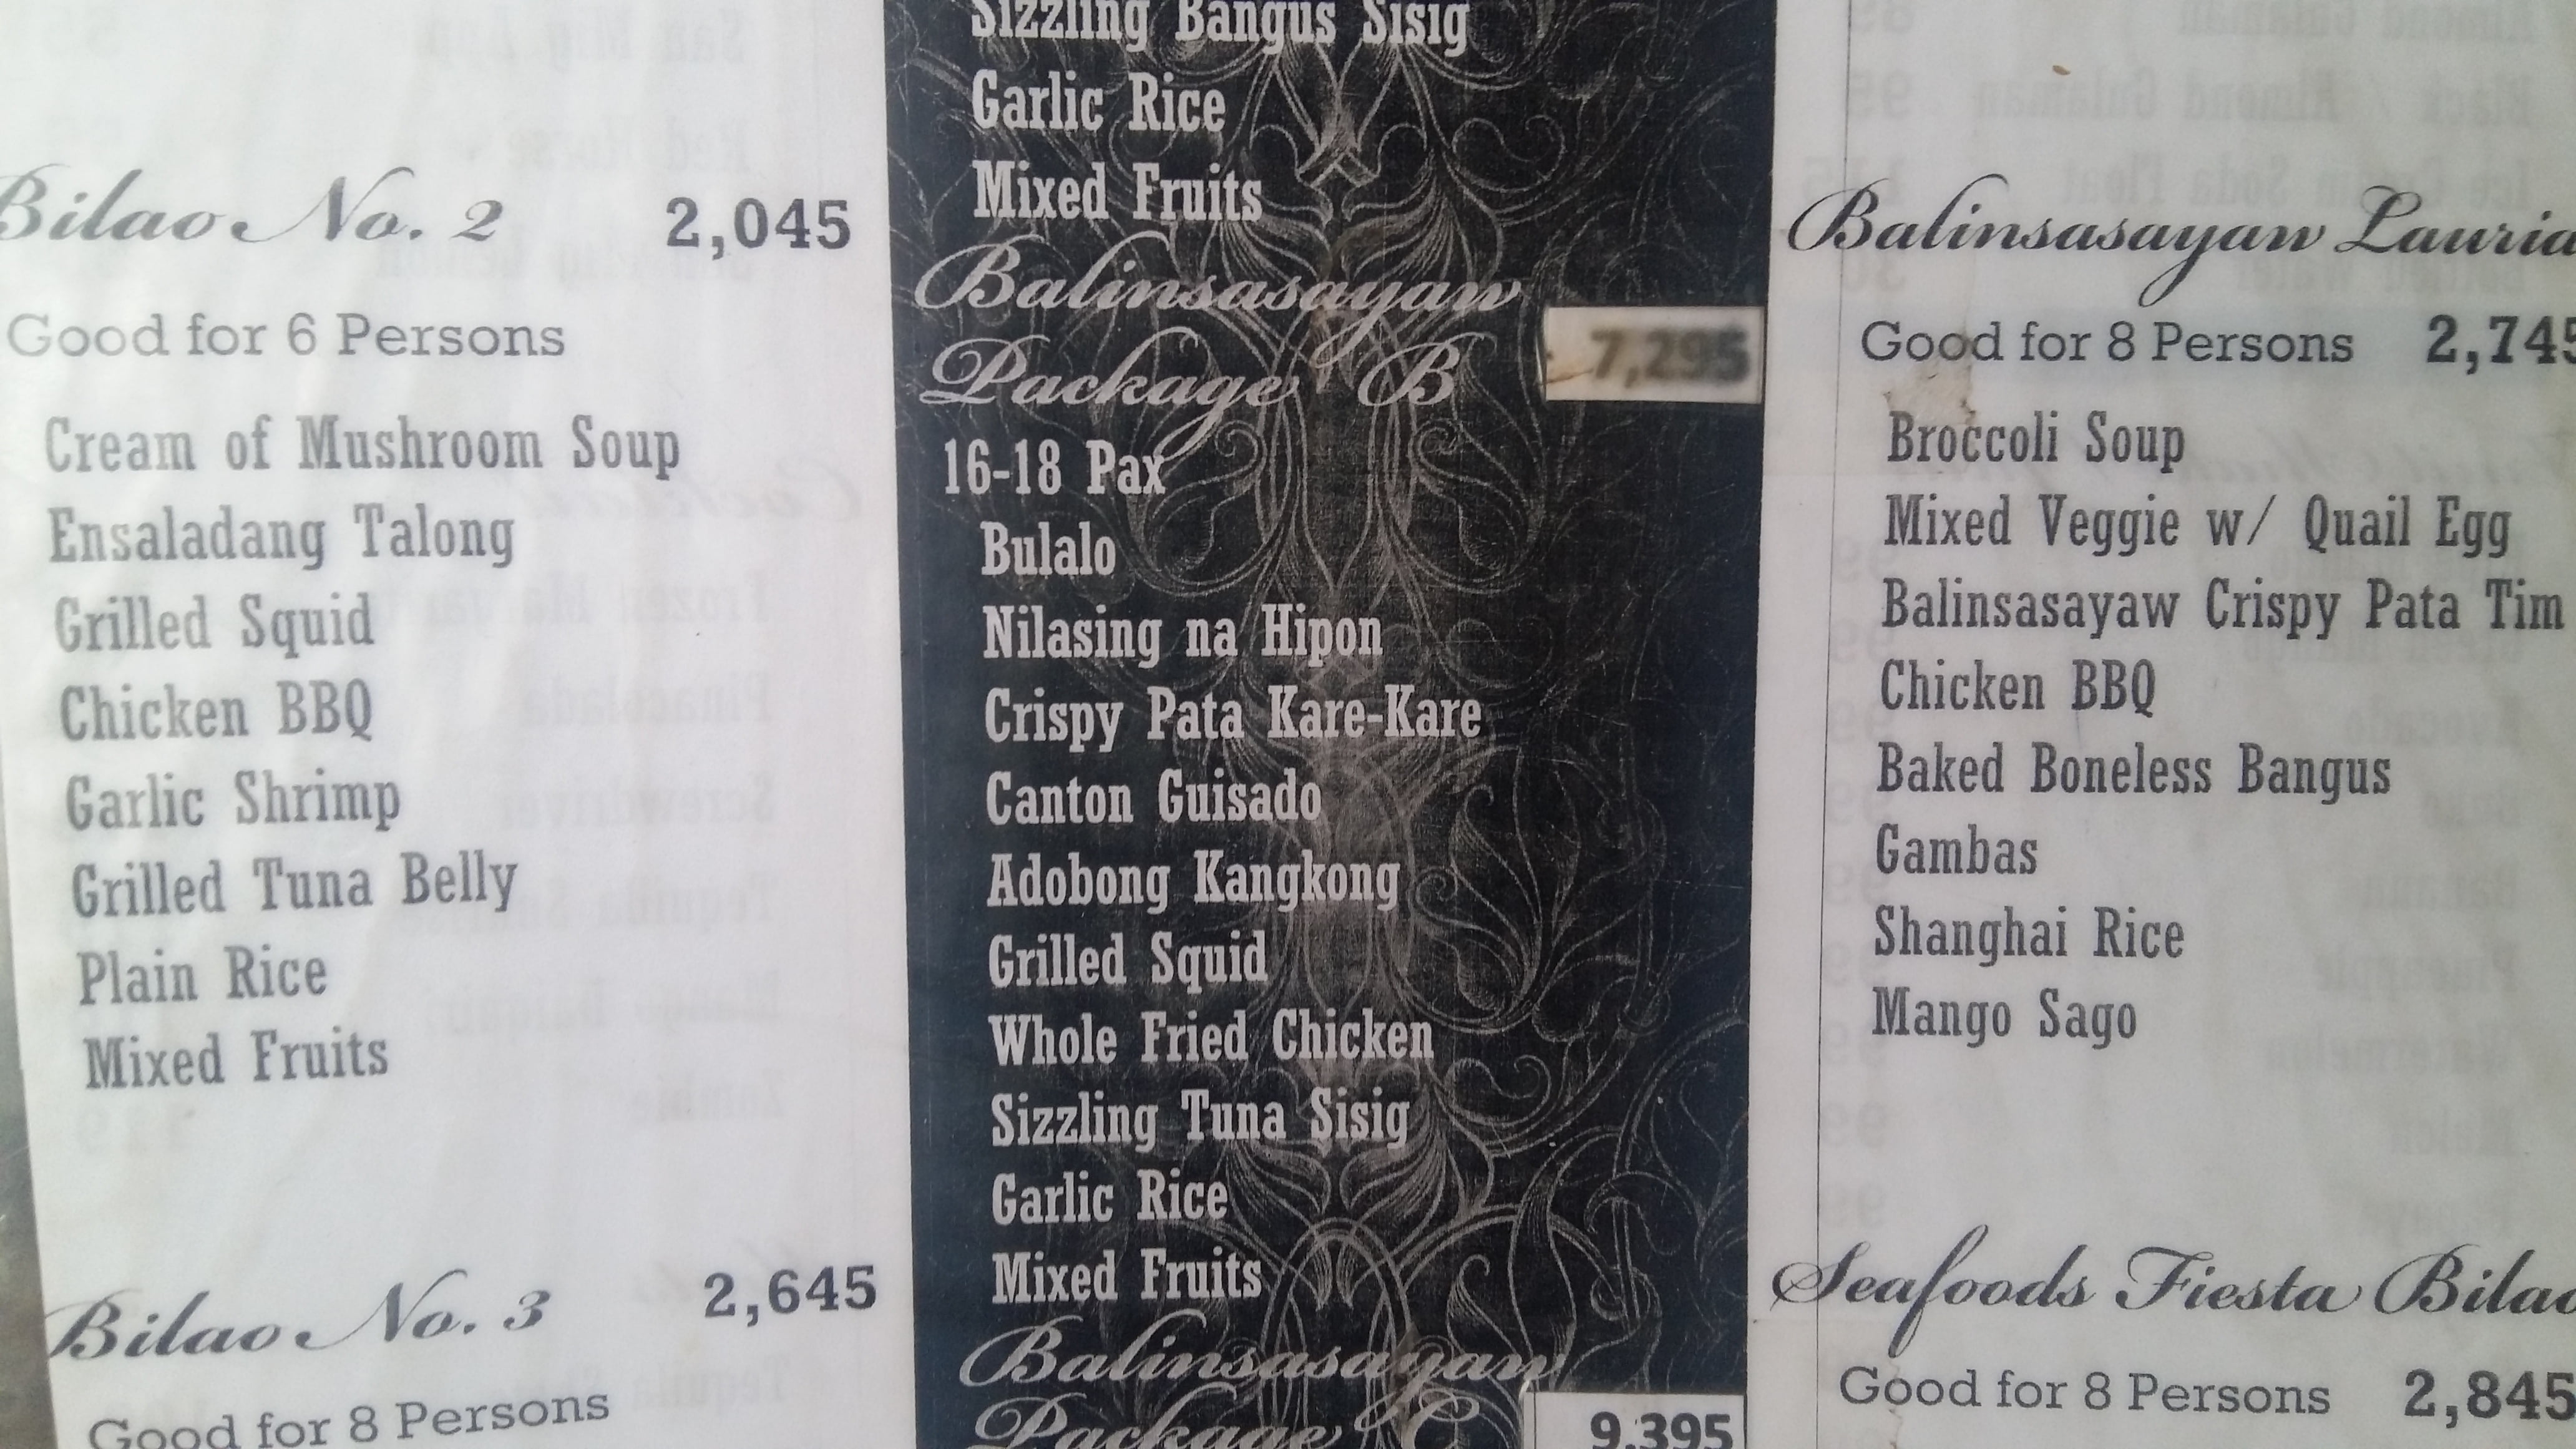 Bilao No. 2 2,045
Good for 6 Persons
Cream of Mushroom Soup
Ensaladang Talong
Grilled Squid
Chicken BBQ
Garlic Shrimp
Grilled Tuna Belly
Plain Rice
Mixed Fruits
Bilao No. 3 2,645
Good for 8 Persons
Sizzling Bangus Sisig
Garlic Rice
Mixed Fruits
Balinsasayaw
Package B 7,295
16-18 Pax
Bulalo
Nilasing na Hipon
Crispy Pata Kare-Kare
Canton Guisado
Adobong Kangkong
Grilled Squid
Whole Fried Chicken
Sizzling Tuna Sisig
Garlic Rice
Mixed Fruits
Balinsasayaw
Package C 9,395
Balinsasayaw Lauria
Good for 8 Persons 2,745
Broccoli Soup
Mixed Veggie w/ Quail Egg
Balinsasayaw Crispy Pata Tim
Chicken BBQ
Baked Boneless Bangus
Gambas
Shanghai Rice
Mango Sago
Seafoods Fiesta Bilao
Good for 8 Persons 2,845